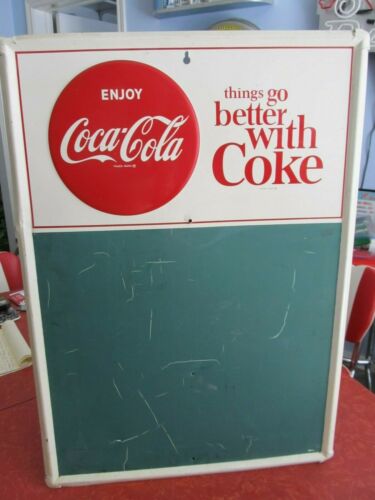 ENJOY
Coca-Cola
things go
better
with
Coke